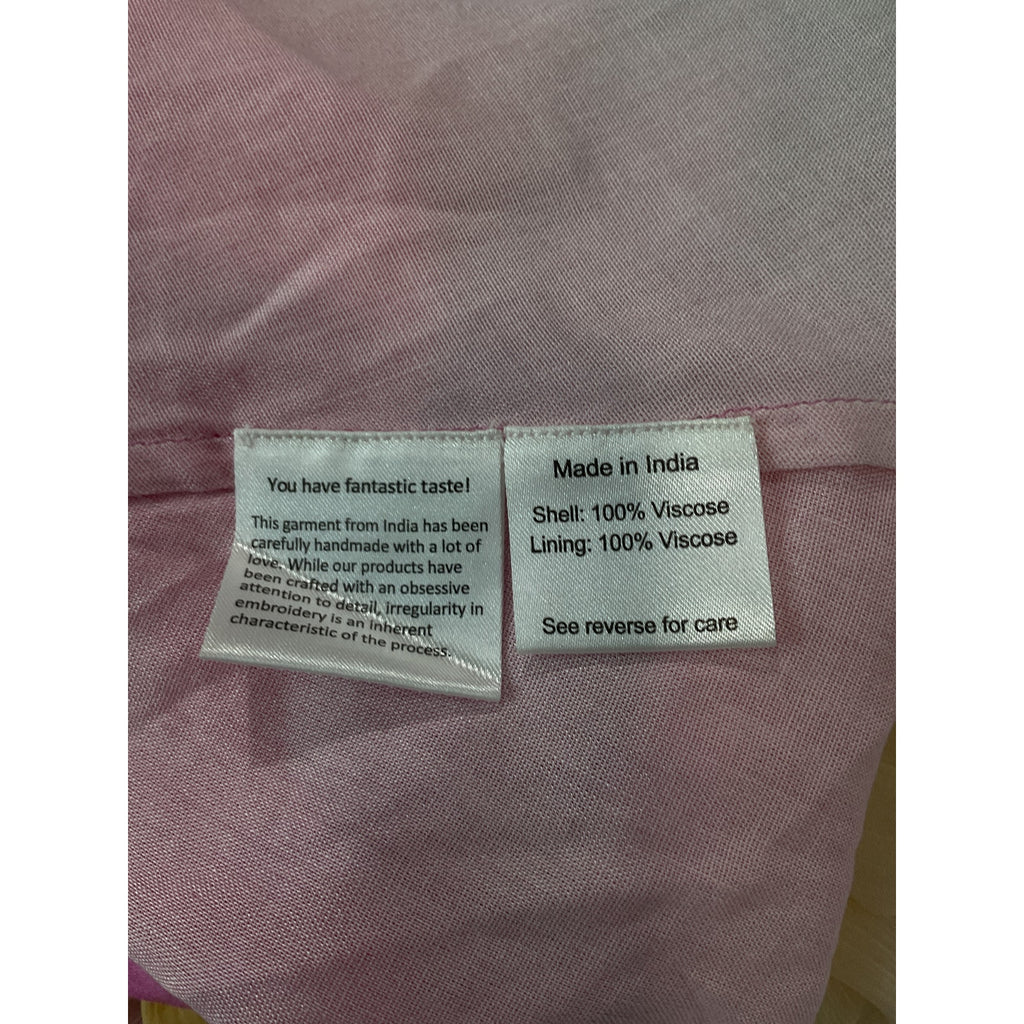 You have fantastic taste!
This garment from India has been
carefully handmade with a lot of
love. While our products have
been crafted with an obsessive
attention to detail, irregularity in
embroidery is an inherent
characteristic of the process.
Made in India
Shell: 100% Viscose
Lining: 100% Viscose
See reverse for care